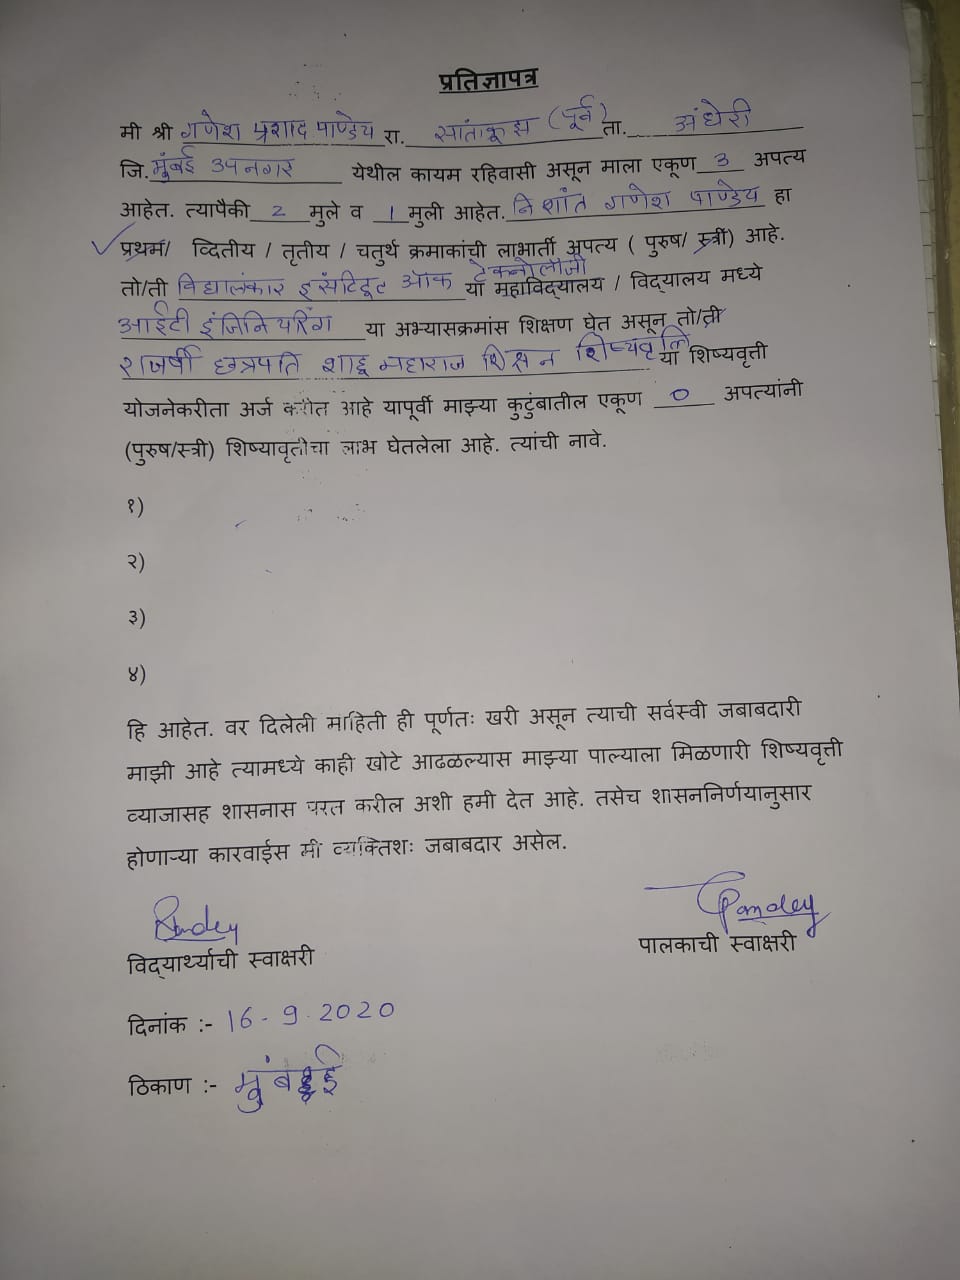 प्रतिज्ञापत्र
मी श्री गणेश प्रशाद पाण्डेय रा. सांताक्रूझ (पूर्व) ता. अंधेरी
जि. मुंबई उपनगर येथील कायम रहिवासी असून माला एकूण 3 अपत्य
आहेत. त्यापैकी 2 मुले व 1 मुली आहेत. निशांत गणेश पाण्डेय हा
✓ प्रथम/ व्दितीय / तृतीय / चतुर्थ क्रमाकांची लाभार्ती अपत्य ( पुरुष/ स्त्री) आहे.
तो/ती विद्यालंकार इंसटिटूट ऑफ टेकनोलॉजी या महाविद्यालय / विद्यालय मध्ये
आईटी इंजिनियरिंग या अभ्यासक्रमांस शिक्षण घेत असून तो/ती
राजर्षी छत्रपति शाहू महाराज शिक्षन शिष्यवृत्ति या शिष्यवृत्ती
योजनेकरीता अर्ज करीत आहे यापूर्वी माझ्या कुटुंबातील एकूण 0 अपत्यांनी
(पुरुष/स्त्री) शिष्यावृतीचा लाभ घेतलेला आहे. त्यांची नावे.
१)
२)
३)
४)
हि आहेत. वर दिलेली माहिती ही पूर्णतः खरी असून त्याची सर्वस्वी जबाबदारी
माझी आहे त्यामध्ये काही खोटे आढळल्यास माझ्या पाल्याला मिळणारी शिष्यवृत्ती
व्याजासह शासनास परत करील अशी हमी देत आहे. तसेच शासननिर्णयानुसार
होणाऱ्या कारवाईस मी व्यक्तिशः जबाबदार असेल.
Pandey
विद्यार्थ्याची स्वाक्षरी पालकाची स्वाक्षरी
दिनांक :- 16-9.2020
ठिकाण :- मुंबई